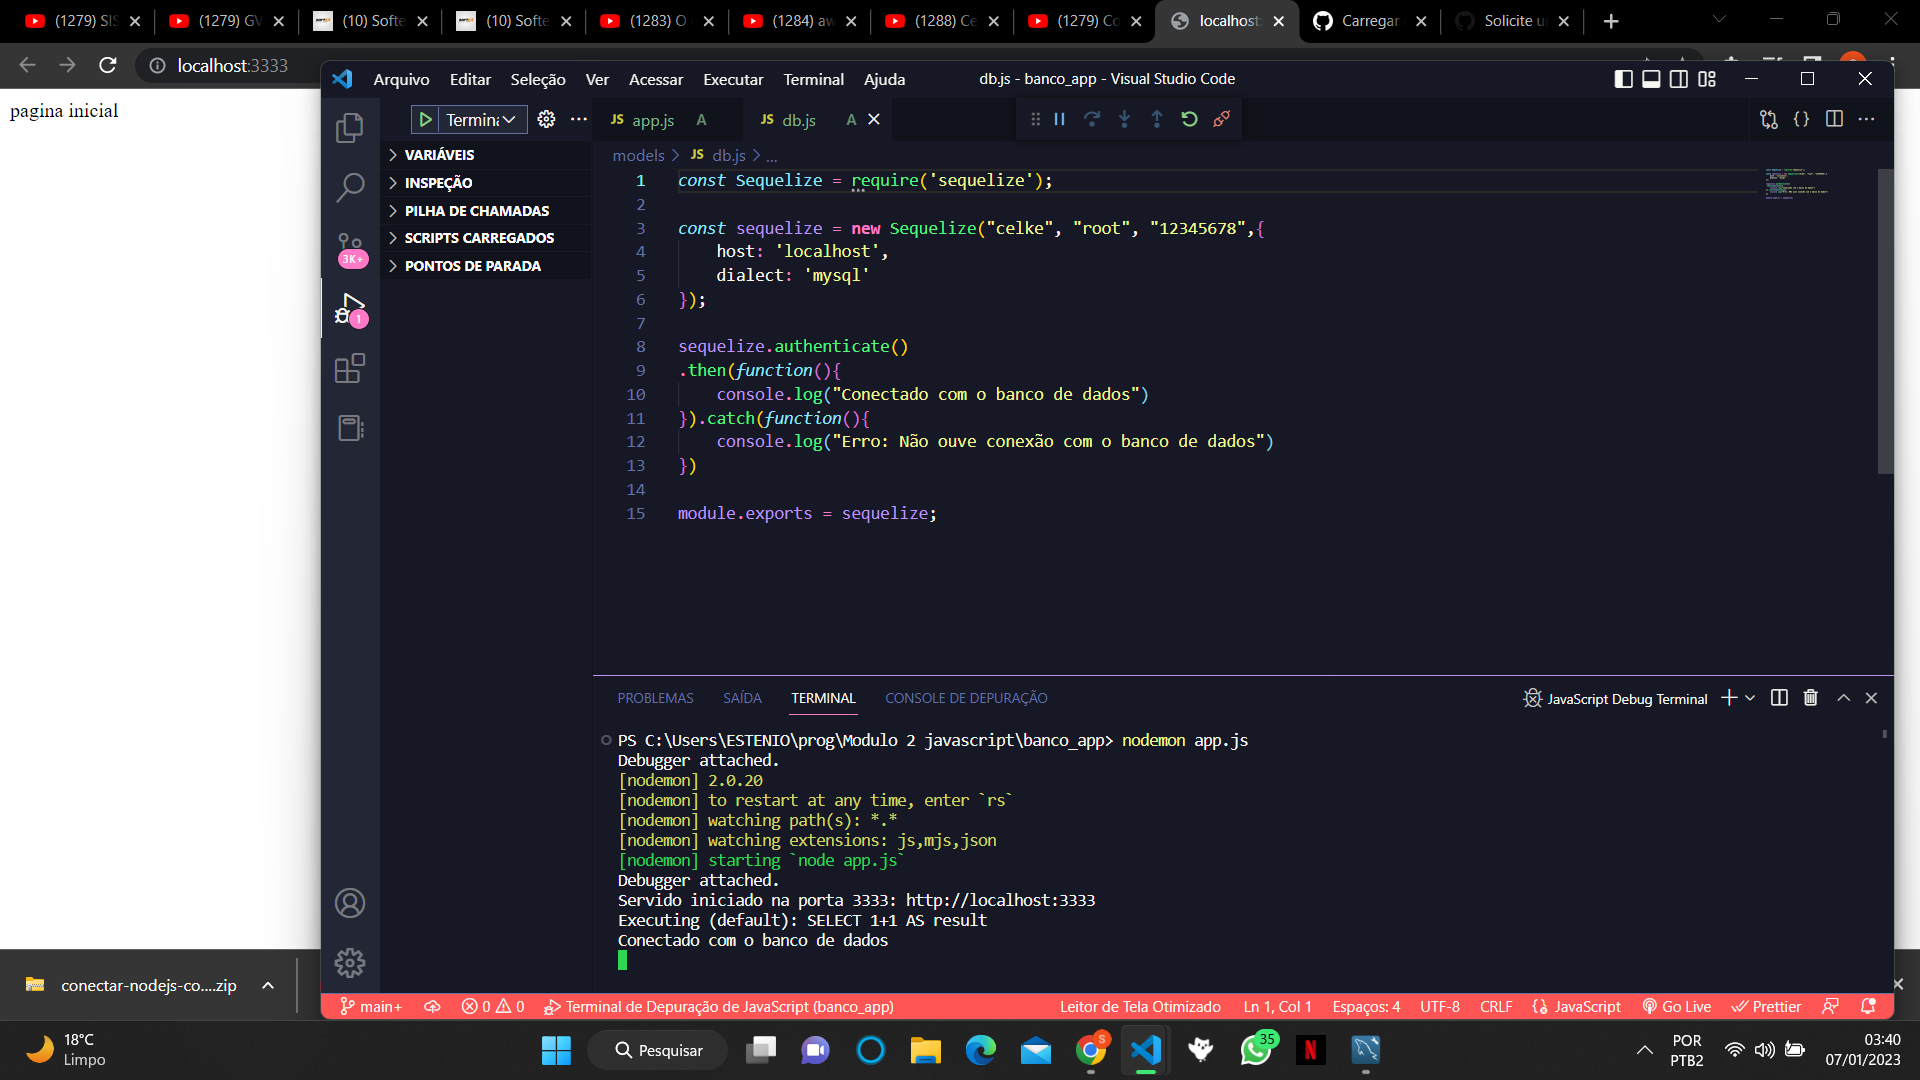 (1279) SIS
(1279) GV
(10) Softe
(10) Softe
(1283) O
(1284) aw
(1288) Ce
(1279) Co
localhost:
Carregar
Solicite u
localhost:3333
pagina inicial
Arquivo Editar Seleção Ver Acessar Executar Terminal Ajuda
db.js - banco_app - Visual Studio Code
Termina
JS app.js A
JS db.js A
VARIÁVEIS
INSPEÇÃO
PILHA DE CHAMADAS
SCRIPTS CARREGADOS
PONTOS DE PARADA
3K+
1
models > JS db.js > ...
1 const Sequelize = require('sequelize');
2
3 const sequelize = new Sequelize("celke", "root", "12345678",{
4 host: 'localhost',
5 dialect: 'mysql'
6 });
7
8 sequelize.authenticate()
9 .then(function(){
10 console.log("Conectado com o banco de dados")
11 }).catch(function(){
12 console.log("Erro: Não ouve conexão com o banco de dados")
13 })
14
15 module.exports = sequelize;
PROBLEMAS SAÍDA TERMINAL CONSOLE DE DEPURAÇÃO
JavaScript Debug Terminal
PS C:\Users\ESTENIO\prog\Modulo 2 javascript\banco_app> nodemon app.js
Debugger attached.
[nodemon] 2.0.20
[nodemon] to restart at any time, enter `rs`
[nodemon] watching path(s): *.*
[nodemon] watching extensions: js,mjs,json
[nodemon] starting `node app.js`
Debugger attached.
Servido iniciado na porta 3333: http://localhost:3333
Executing (default): SELECT 1+1 AS result
Conectado com o banco de dados
conectar-nodejs-co....zip
main+ 0 0 Terminal de Depuração de JavaScript (banco_app)
Leitor de Tela Otimizado Ln 1, Col 1 Espaços: 4 UTF-8 CRLF JavaScript Go Live Prettier
18°C
Limpo
Pesquisar
S
35
N
POR
PTB2
03:40
07/01/2023